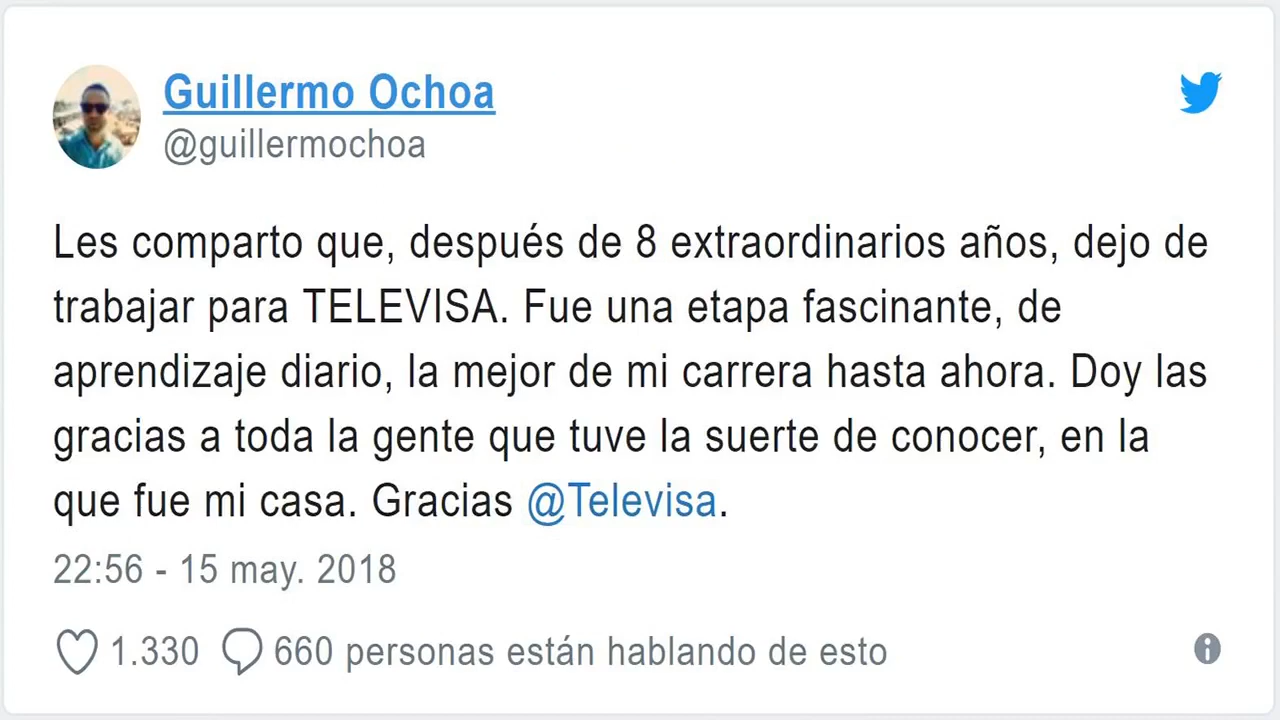 Guillermo Ochoa
@guillermochoa
Les comparto que, después de 8 extraordinarios años, dejo de
trabajar para TELEVISA. Fue una etapa fascinante, de
aprendizaje diario, la mejor de mi carrera hasta ahora. Doy las
gracias a toda la gente que tuve la suerte de conocer, en la
que fue mi casa. Gracias @Televisa.
22:56 - 15 may. 2018
1.330 660 personas están hablando de esto